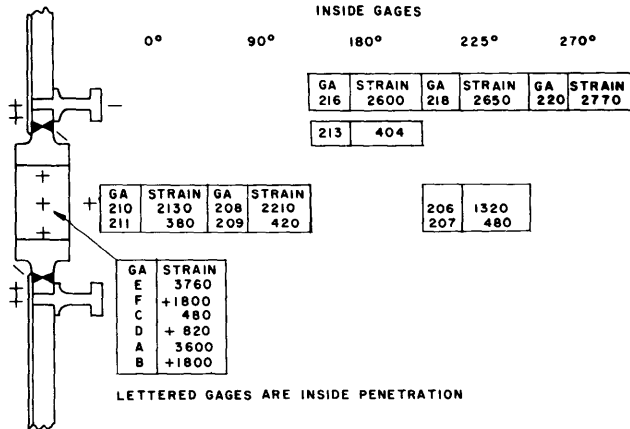 INSIDE GAGES
0° 90° 180° 225° 270°
GA STRAIN GA STRAIN GA STRAIN
216 2600 218 2650 220 2770
213 404
GA STRAIN GA STRAIN
210 2130 208 2210 206 1320
211 380 209 420 207 480
GA STRAIN
E 3760
F +1800
C 480
D + 820
A 3600
B +1800
LETTERED GAGES ARE INSIDE PENETRATION